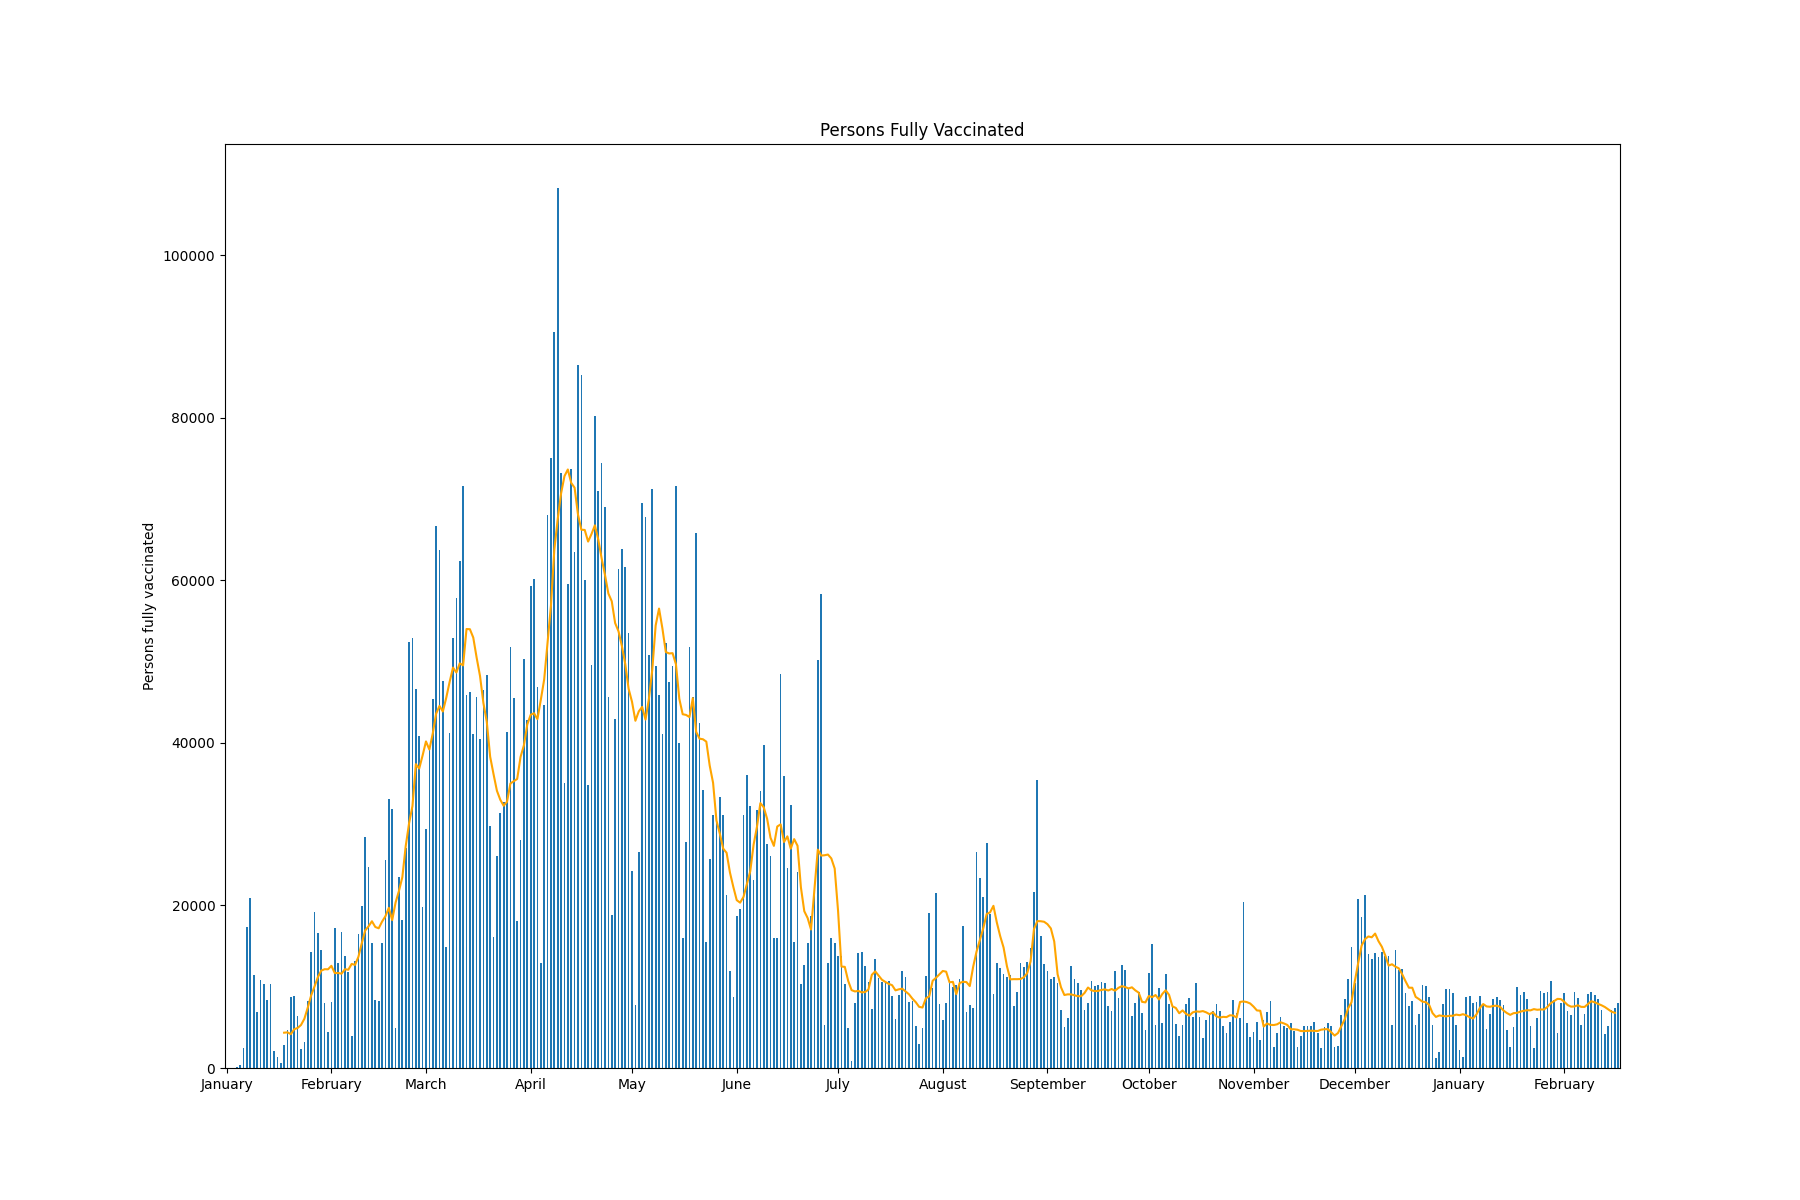 Persons Fully Vaccinated
Persons fully vaccinated
100000
80000
60000
40000
20000
0
January February March April May June July August September October November December January February